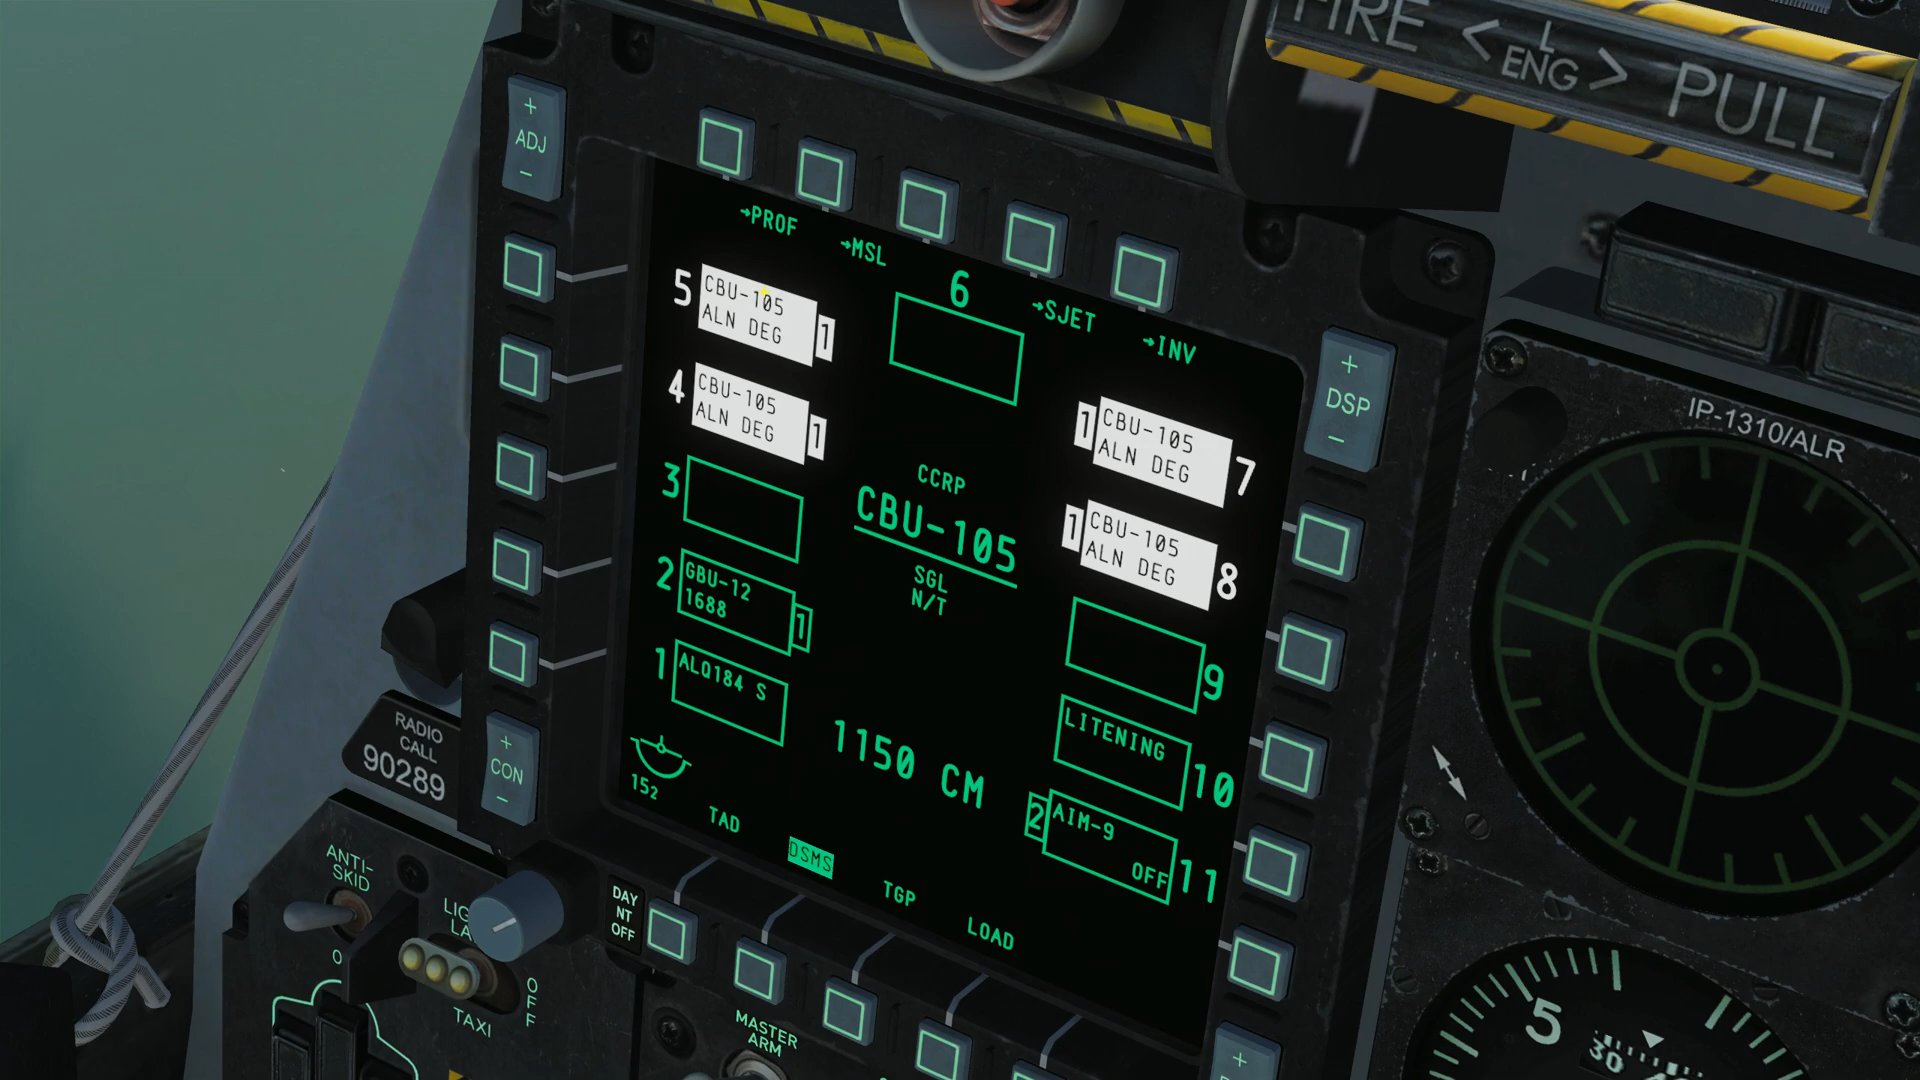 FIRE < L ENG > PULL
+
ADJ
-
→PROF
→MSL
6
→SJET
→INV
5
CBU-105
ALN DEG
1
4
CBU-105
ALN DEG
1
3
2
GBU-12
1688
1
1
ALQ184 S
CCRP
CBU-105
SGL
N/T
1150 CM
1
CBU-105
ALN DEG
7
1
CBU-105
ALN DEG
8
9
LITENING
10
2
AIM-9
OFF
11
152
TAD
DSMS
TGP
LOAD
+
DSP
-
IP-1310/ALR
RADIO
CALL
90289
+
CON
-
DAY
NT
OFF
ANTI-
SKID
TAXI
OFF
MASTER
ARM
5
30
+